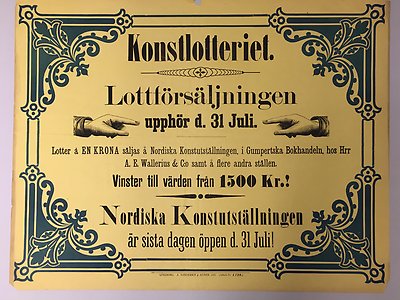 Konstlotteriet.
Lottförsäljningen
upphör d. 31 Juli.
Lotter à EN KRONA säljas å Nordiska Konstutställningen, i Gumpertska Bokhandeln, hos Hrr
A. E. Wallerius & Co samt å flere andra ställen.
Vinster till värden från 1500 Kr.!
Nordiska Konstutställningen
är sista dagen öppen d. 31 Juli!